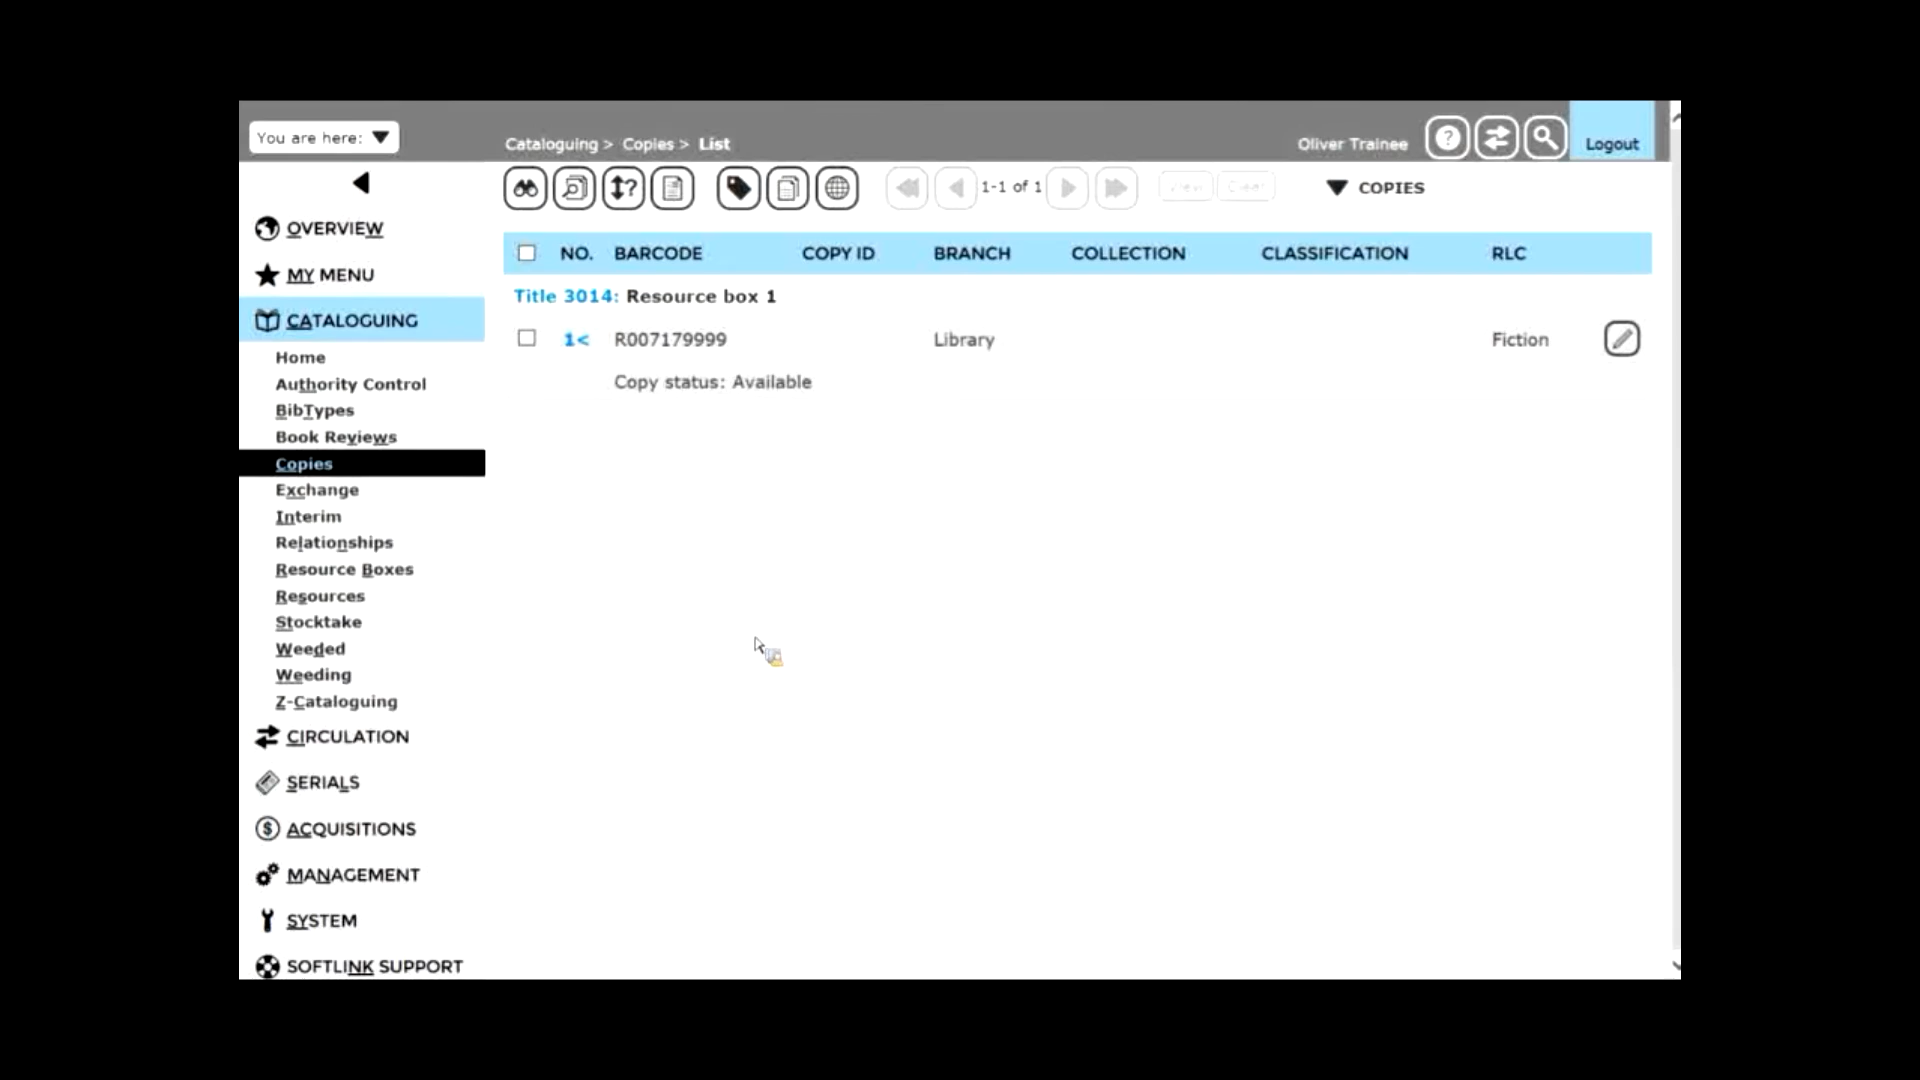 You are here:
Cataloguing > Copies > List
Oliver Trainee
Logout
1-1 of 1
COPIES
OVERVIEW
MY MENU
CATALOGUING
Home
Authority Control
BibTypes
Book Reviews
Copies
Exchange
Interim
Relationships
Resource Boxes
Resources
Stocktake
Weeded
Weeding
Z-Cataloguing
CIRCULATION
SERIALS
ACQUISITIONS
MANAGEMENT
SYSTEM
SOFTLINK SUPPORT
NO. BARCODE COPY ID BRANCH COLLECTION CLASSIFICATION RLC
Title 3014: Resource box 1
1< R007179999 Library Fiction
Copy status: Available